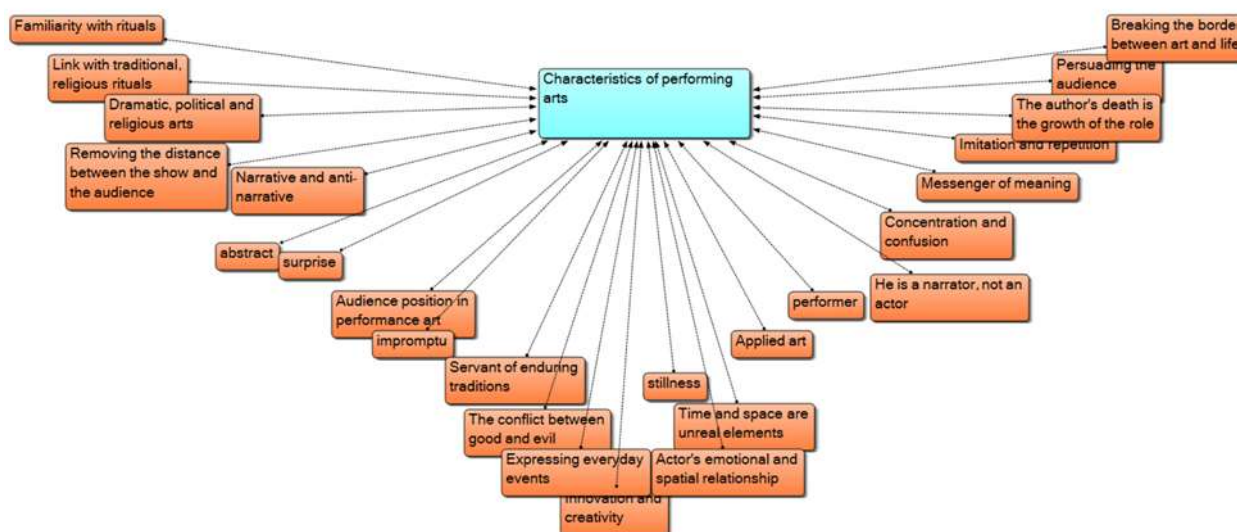 Characteristics of performing
arts
Familiarity with rituals
Link with traditional,
religious rituals
Dramatic, political and
religious arts
Removing the distance
between the show and
the audience
Narrative and anti-
narrative
abstract
surprise
Audience position in
performance art
impromptu
Servant of enduring
traditions
The conflict between
good and evil
Expressing everyday
events
Innovation and
creativity
Actor's emotional and
spatial relationship
Time and space are
unreal elements
stillness
Applied art
performer
He is a narrator, not an
actor
Concentration and
confusion
Messenger of meaning
Imitation and repetition
The author's death is
the growth of the role
Persuading the
audience
Breaking the border
between art and life